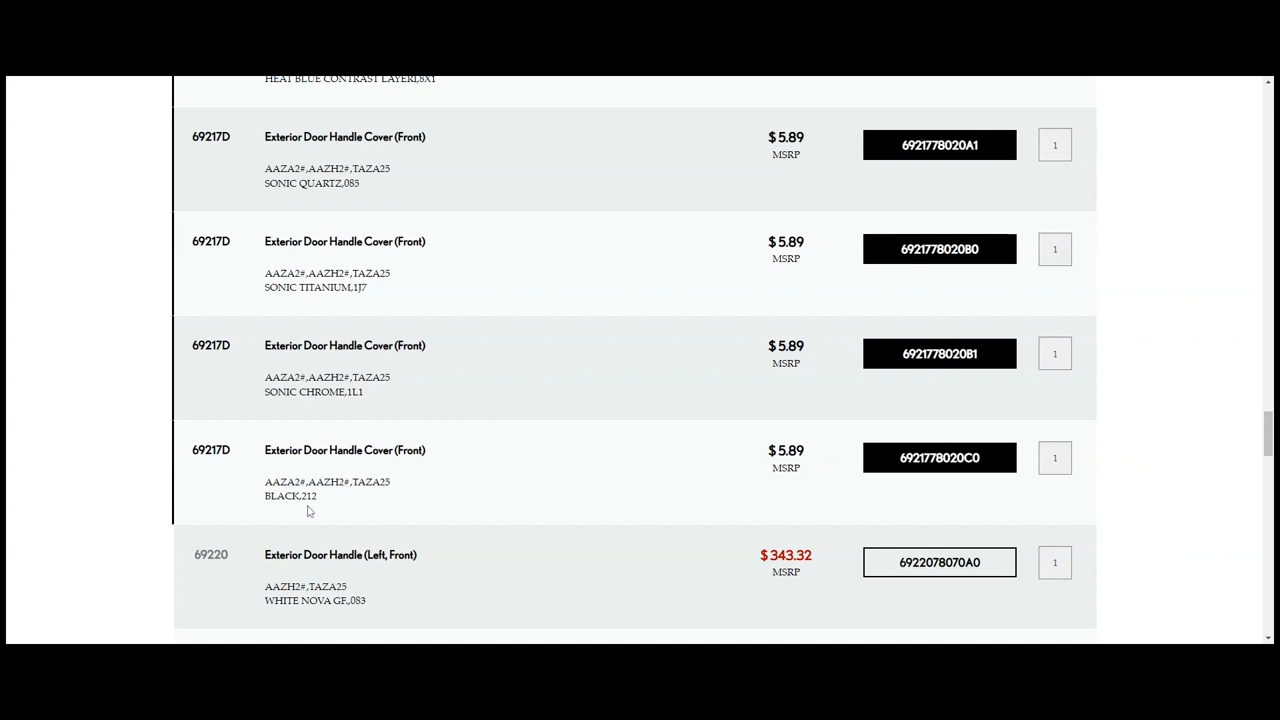 HEAT BLUE CONTRAST LAYERI,8X1
69217D Exterior Door Handle Cover (Front) $ 5.89 6921778020A1 1
MSRP
AAZA2#,AAZH2#,TAZA25
SONIC QUARTZ,085
69217D Exterior Door Handle Cover (Front) $ 5.89 6921778020B0 1
MSRP
AAZA2#,AAZH2#,TAZA25
SONIC TITANIUM,1J7
69217D Exterior Door Handle Cover (Front) $ 5.89 6921778020B1 1
MSRP
AAZA2#,AAZH2#,TAZA25
SONIC CHROME,1L1
69217D Exterior Door Handle Cover (Front) $ 5.89 6921778020C0 1
MSRP
AAZA2#,AAZH2#,TAZA25
BLACK,212
69220 Exterior Door Handle (Left, Front) $ 343.32 6922078070A0 1
MSRP
AAZH2#,TAZA25
WHITE NOVA GF.,083